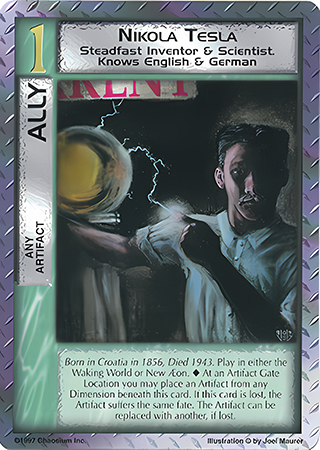 1
NIKOLA TESLA
STEADFAST INVENTOR & SCIENTIST.
KNOWS ENGLISH & GERMAN
ALLY
ANY
ARTIFACT
RENT
Born in Croatia in 1856, Died 1943. Play in either the
Waking World or New Æon. ◆ At an Artifact Gate
Location you may place an Artifact from any
Dimension beneath this card. If this card is lost, the
Artifact suffers the same fate. The Artifact can be
replaced with another, if lost.
©1997 Chaosium Inc.
Illustration © by Joel Maurer